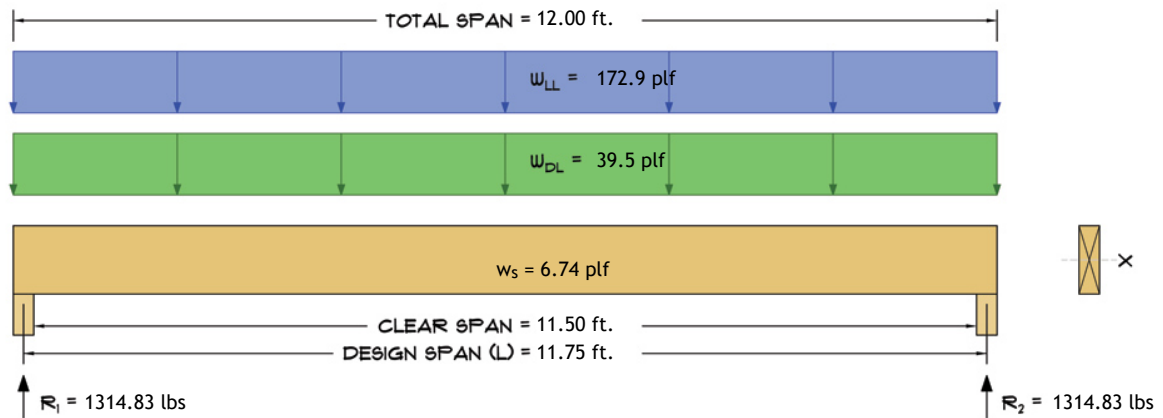 TOTAL SPAN = 12.00 ft.
WLL = 172.9 plf
WDL = 39.5 plf
ws = 6.74 plf
X
CLEAR SPAN = 11.50 ft.
DESIGN SPAN (L) = 11.75 ft.
R1 = 1314.83 lbs
R2 = 1314.83 lbs